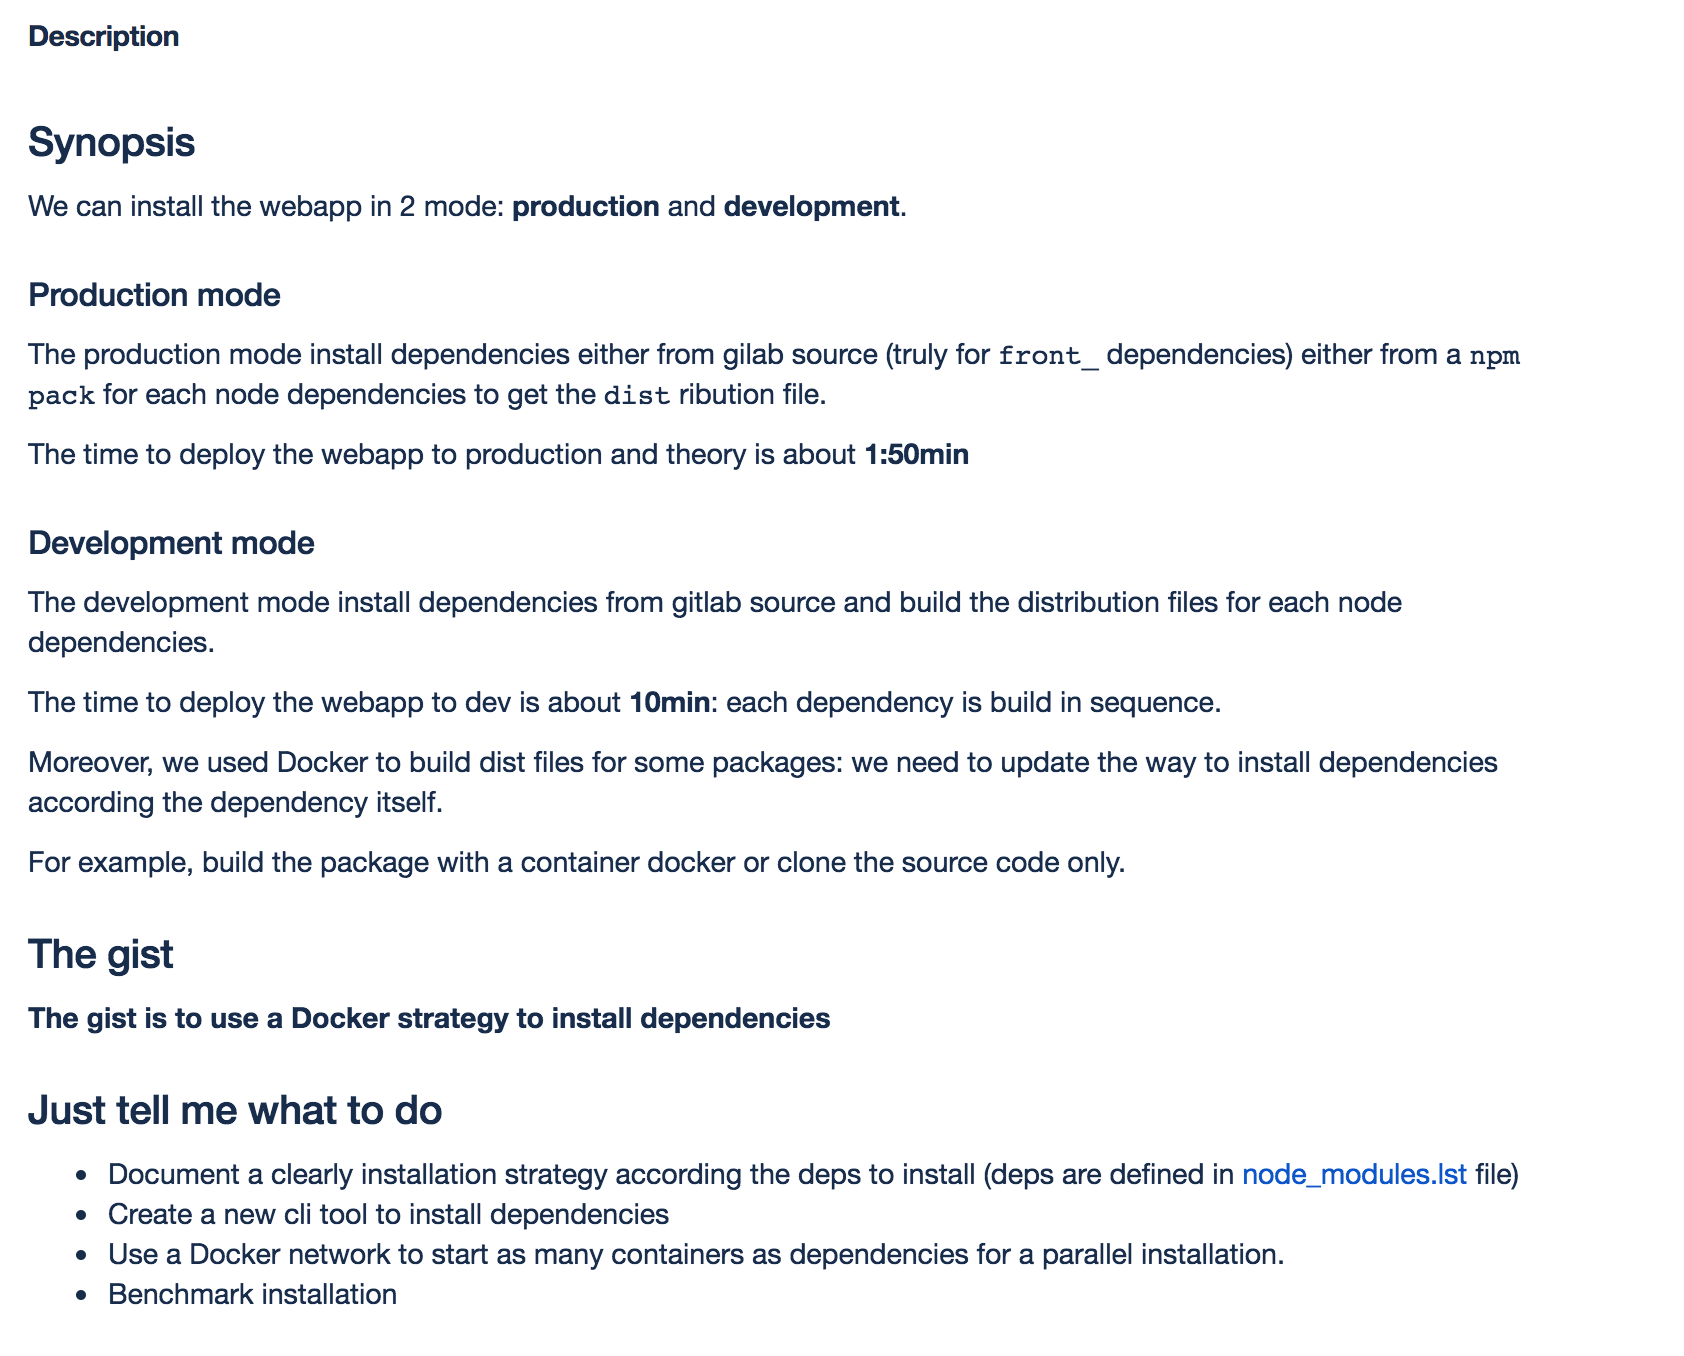 Description
Synopsis
We can install the webapp in 2 mode: production and development.
Production mode
The production mode install dependencies either from gilab source (truly for front_ dependencies) either from a npm
pack for each node dependencies to get the dist ribution file.
The time to deploy the webapp to production and theory is about 1:50min
Development mode
The development mode install dependencies from gitlab source and build the distribution files for each node
dependencies.
The time to deploy the webapp to dev is about 10min: each dependency is build in sequence.
Moreover, we used Docker to build dist files for some packages: we need to update the way to install dependencies
according the dependency itself.
For example, build the package with a container docker or clone the source code only.
The gist
The gist is to use a Docker strategy to install dependencies
Just tell me what to do
• Document a clearly installation strategy according the deps to install (deps are defined in node_modules.lst file)
• Create a new cli tool to install dependencies
• Use a Docker network to start as many containers as dependencies for a parallel installation.
• Benchmark installation